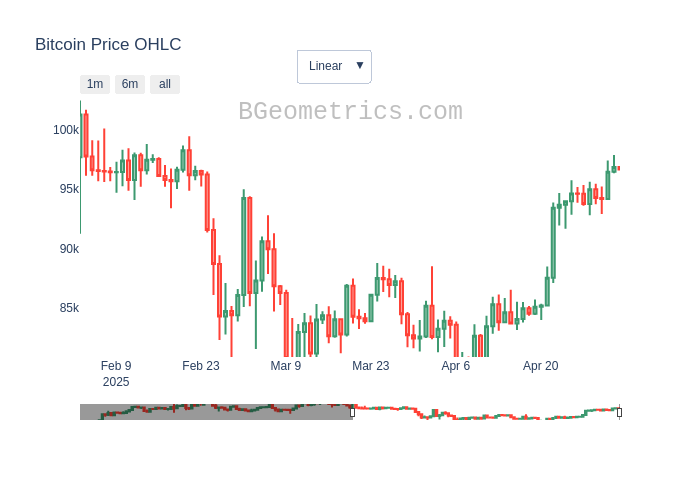 Bitcoin Price OHLC
Linear ▼
1m 6m all
BGeometrics.com
100k
95k
90k
85k
Feb 9 Feb 23 Mar 9 Mar 23 Apr 6 Apr 20
2025